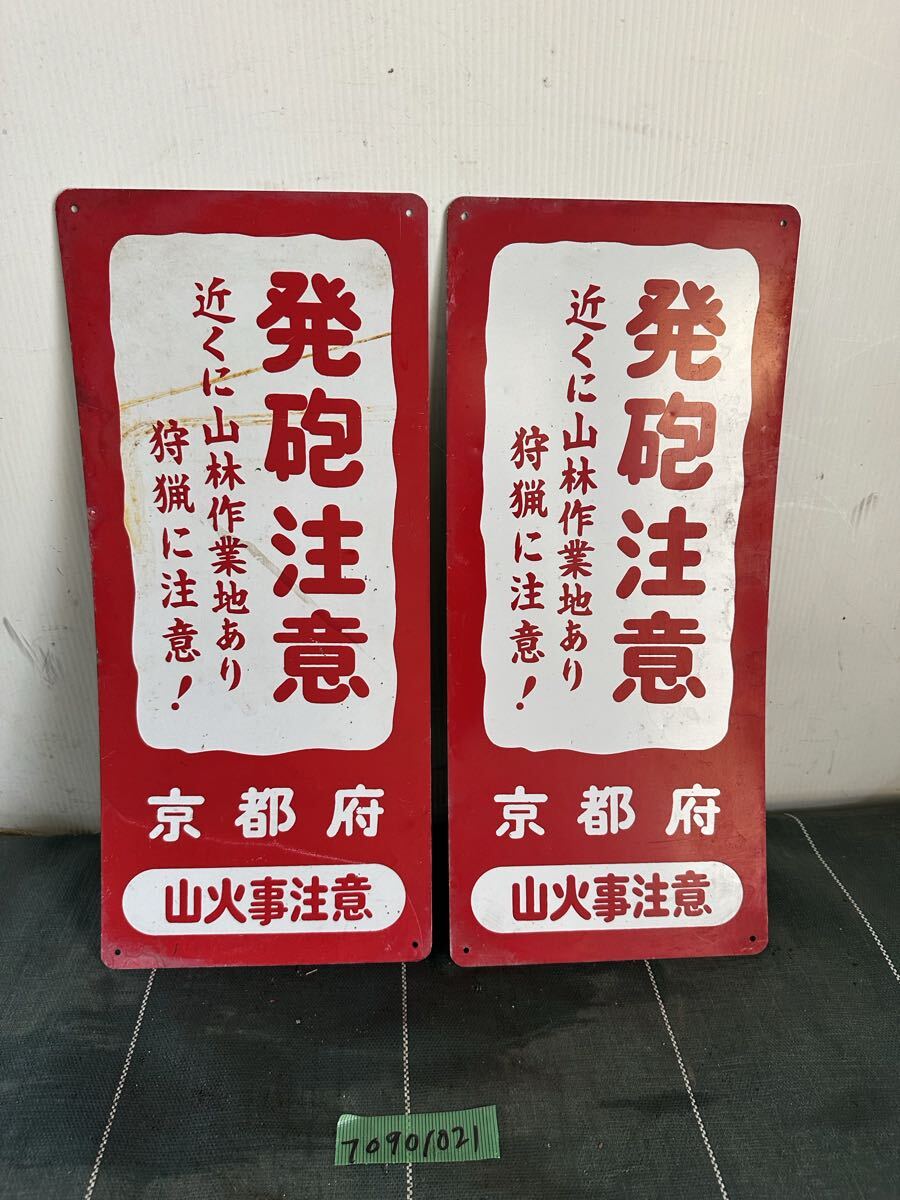 発砲注意
近くに山林作業地あり
狩猟に注意！
京都府
山火事注意
発砲注意
近くに山林作業地あり
狩猟に注意！
京都府
山火事注意
70901021